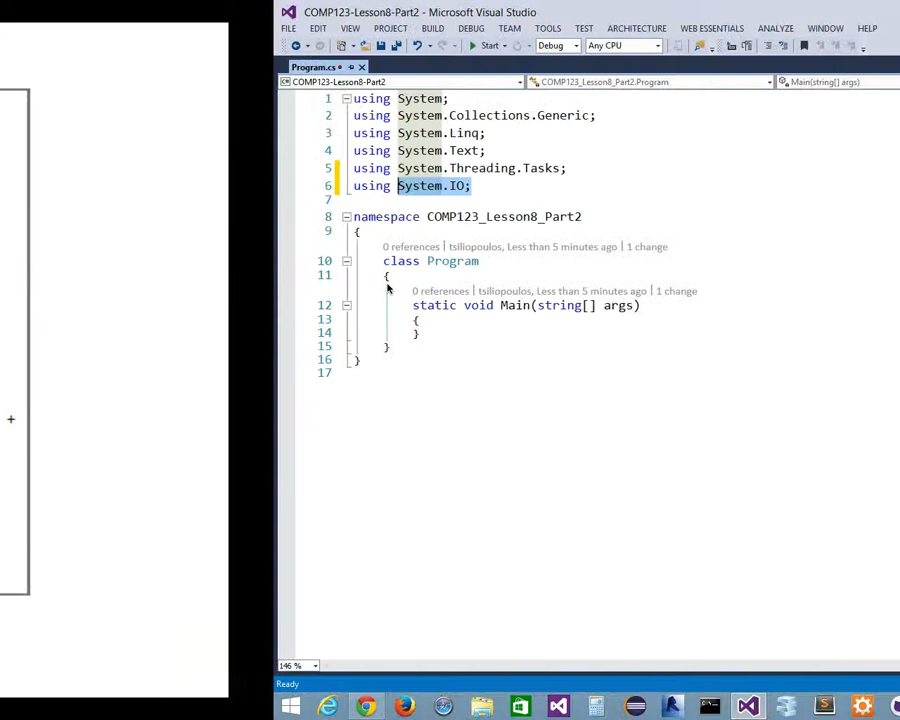 COMP123-Lesson8-Part2 - Microsoft Visual Studio
FILE EDIT VIEW PROJECT BUILD DEBUG TEAM TOOLS TEST ARCHITECTURE WEB ESSENTIALS ANALYZE WINDOW HELP
Start Debug Any CPU
Program.cs
COMP123-Lesson8-Part2 COMP123_Lesson8_Part2.Program Main(string[] args)
1 using System;
2 using System.Collections.Generic;
3 using System.Linq;
4 using System.Text;
5 using System.Threading.Tasks;
6 using System.IO;
7
8 namespace COMP123_Lesson8_Part2
9 {
0 references | tsiliopoulos, Less than 5 minutes ago | 1 change
10 class Program
11 {
0 references | tsiliopoulos, Less than 5 minutes ago | 1 change
12 static void Main(string[] args)
13 {
14 }
15 }
16 }
17
146 %
Ready